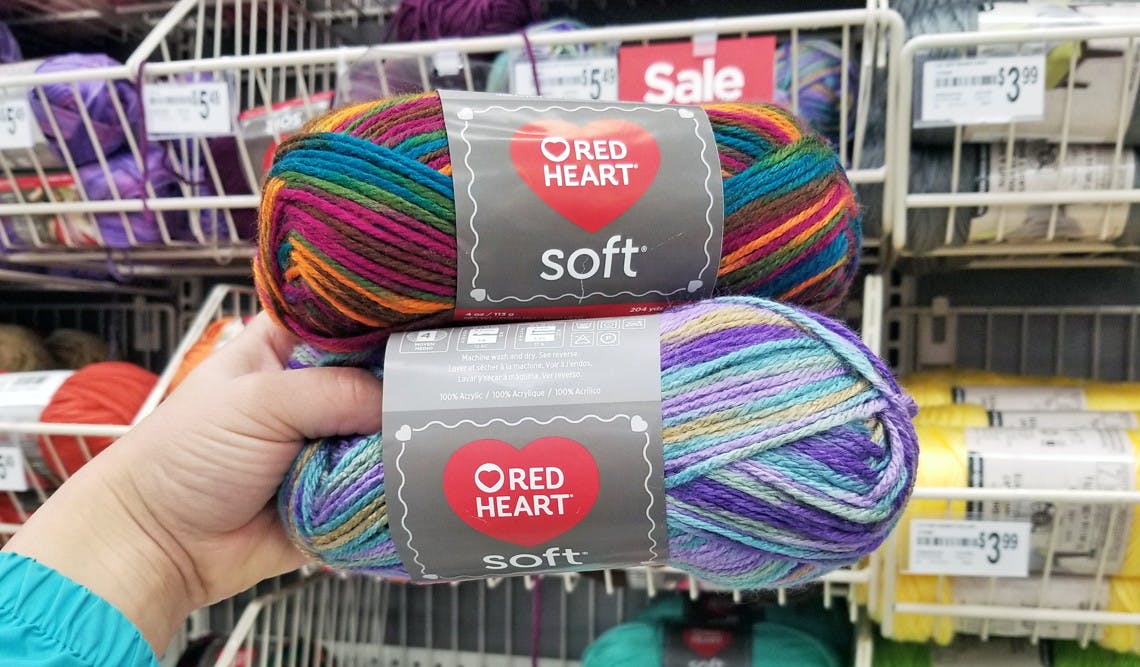 $5.49
$5.49
Sale
$3.99
RED
HEART®
soft®
4 oz / 113 g
204 yds
4
Machine wash and dry. See reverse.
Laver et sécher à la machine. Voir à l'endos.
Lavar y secar a máquina. Ver reverso.
100% Acrylic / 100% Acrylique / 100% Acrílico
RED
HEART®
soft®
$3.99
soft